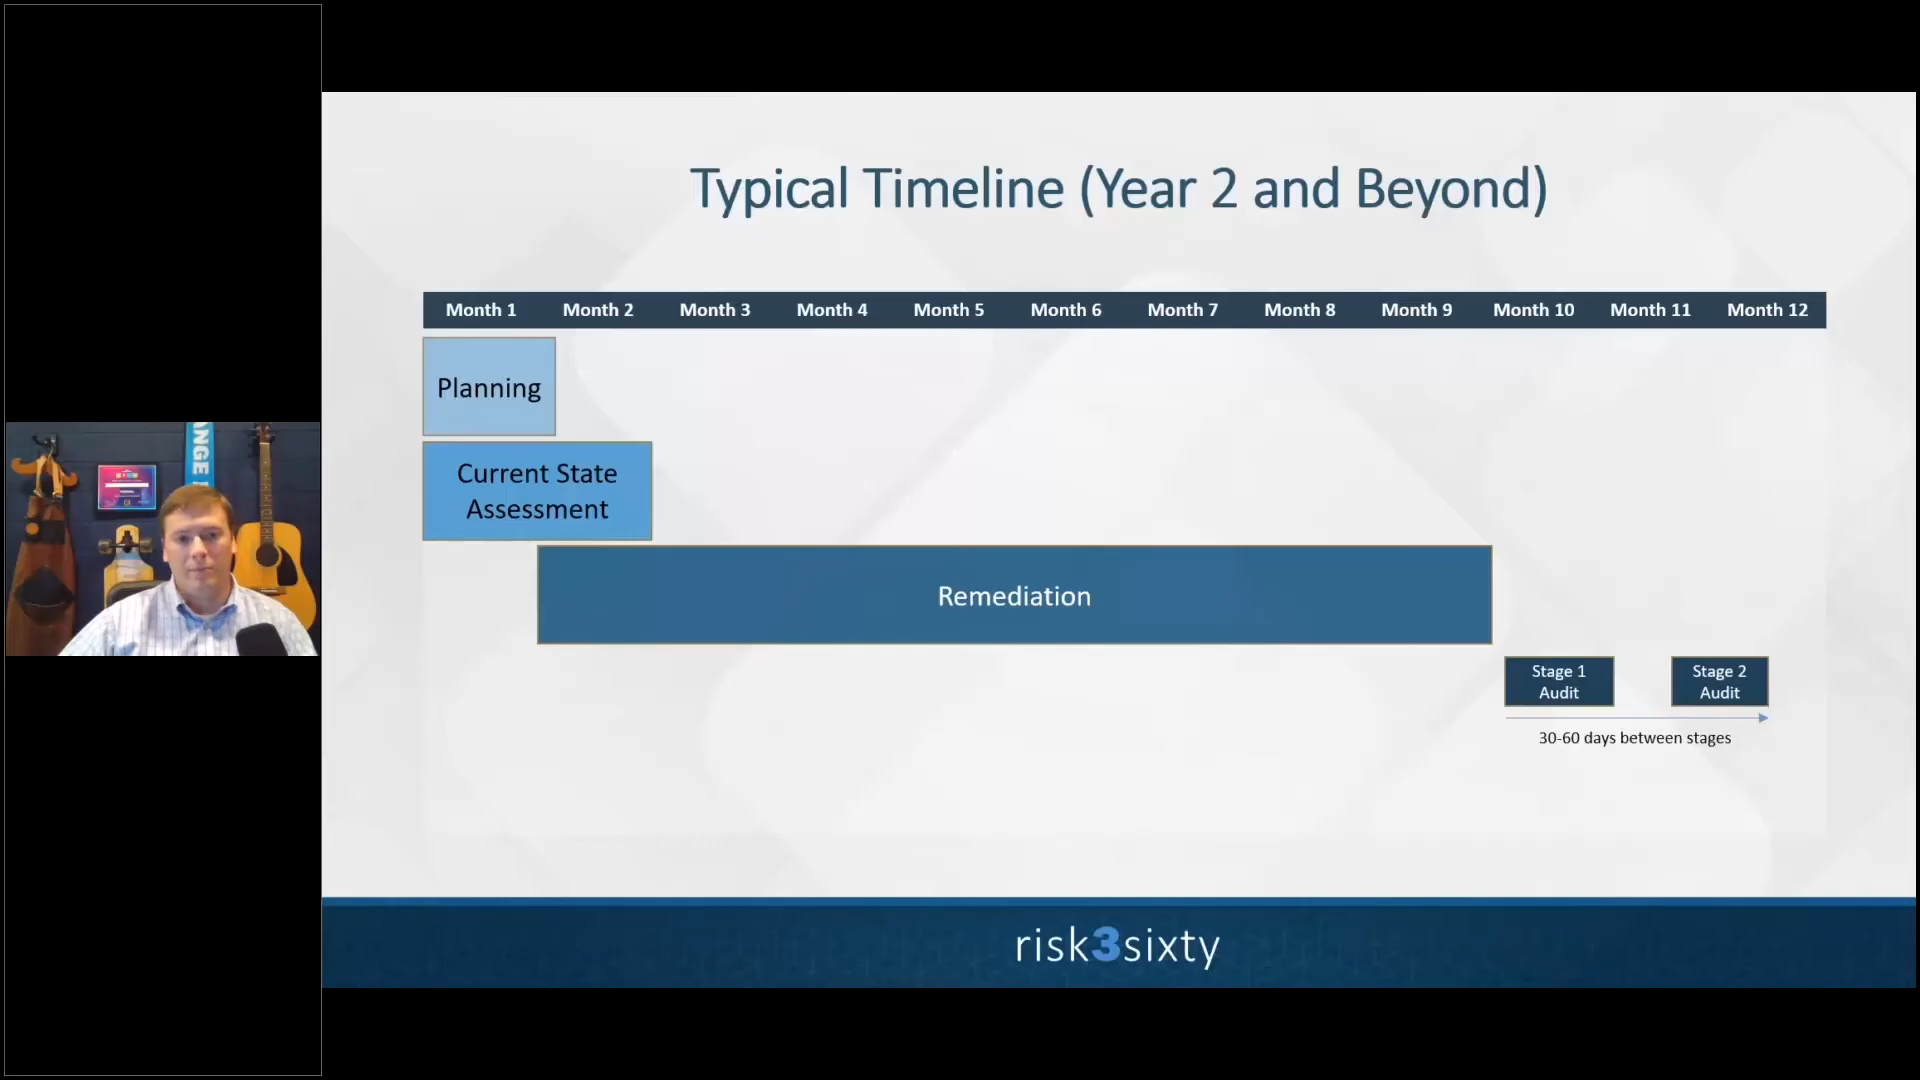 Typical Timeline (Year 2 and Beyond)
Month 1 Month 2 Month 3 Month 4 Month 5 Month 6 Month 7 Month 8 Month 9 Month 10 Month 11 Month 12
Planning
Current State
Assessment
Remediation
Stage 1
Audit
Stage 2
Audit
30-60 days between stages
risk3sixty
ANGE